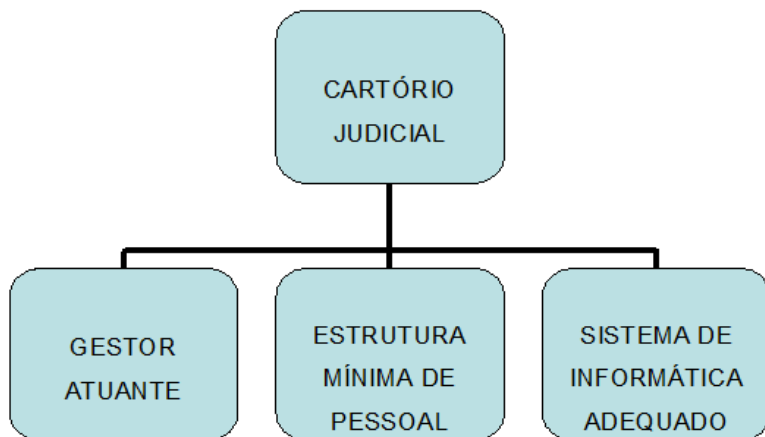 CARTÓRIO
JUDICIAL
GESTOR
ATUANTE
ESTRUTURA
MÍNIMA DE
PESSOAL
SISTEMA DE
INFORMÁTICA
ADEQUADO